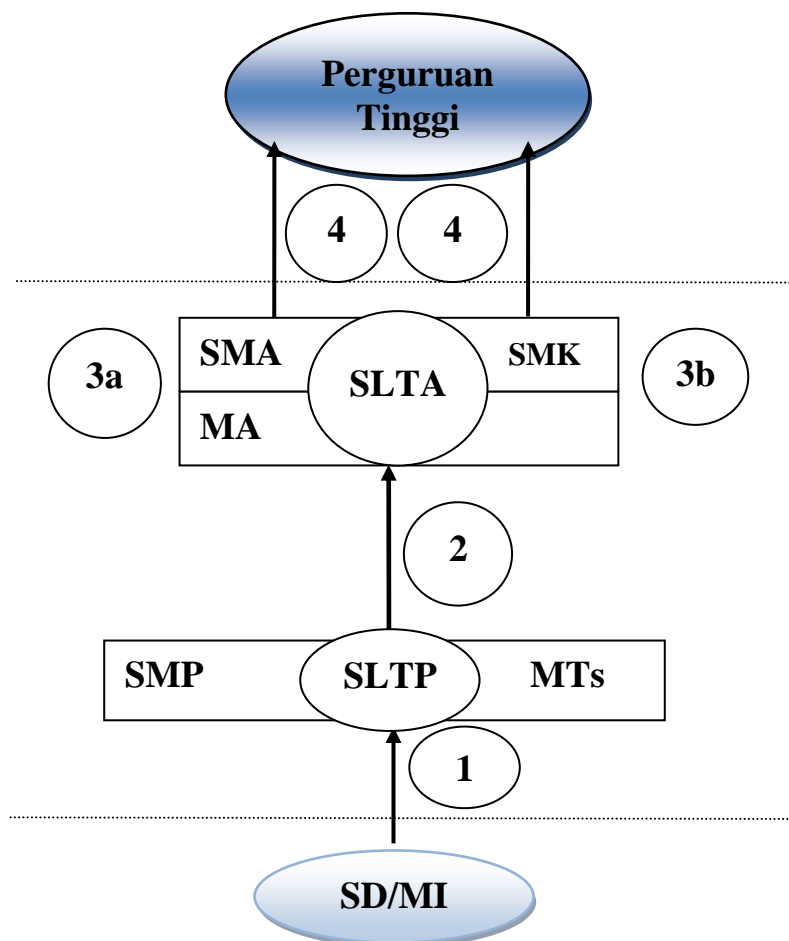 Perguruan
Tinggi
4 4
SMA SMK
3a SLTA 3b
MA
2
SMP SLTP MTs
1
SD/MI